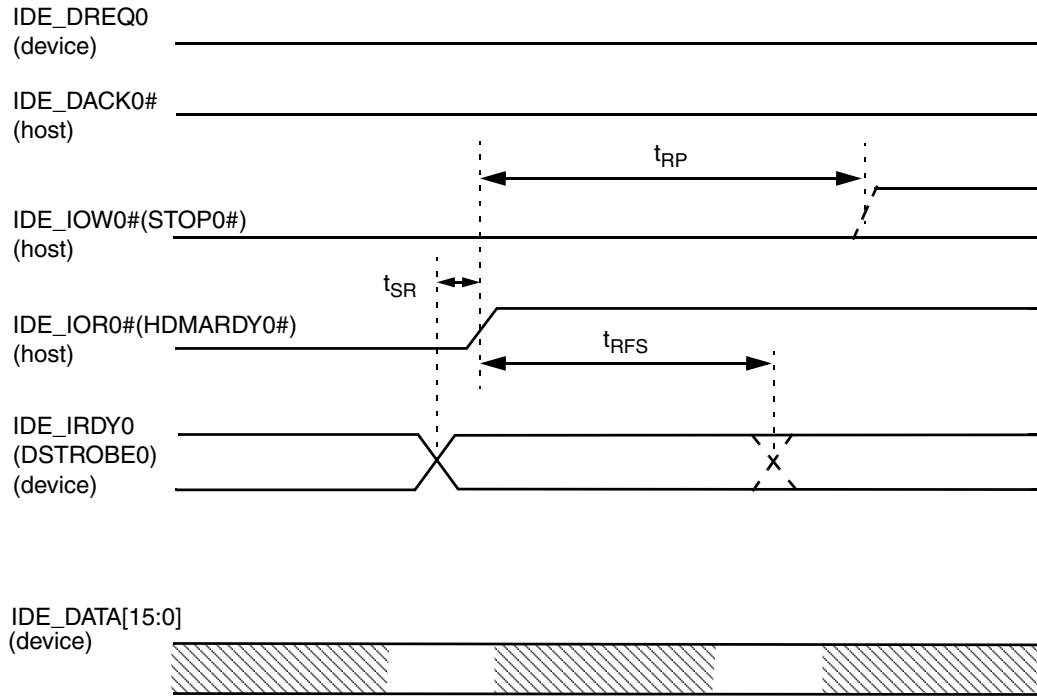 IDE_DREQ0
(device)
IDE_DACK0#
(host)
tRP
IDE_IOW0#(STOP0#)
(host)
tSR
IDE_IOR0#(HDMARDY0#)
(host)
tRFS
IDE_IRDY0
(DSTROBE0)
(device)
IDE_DATA[15:0]
(device)